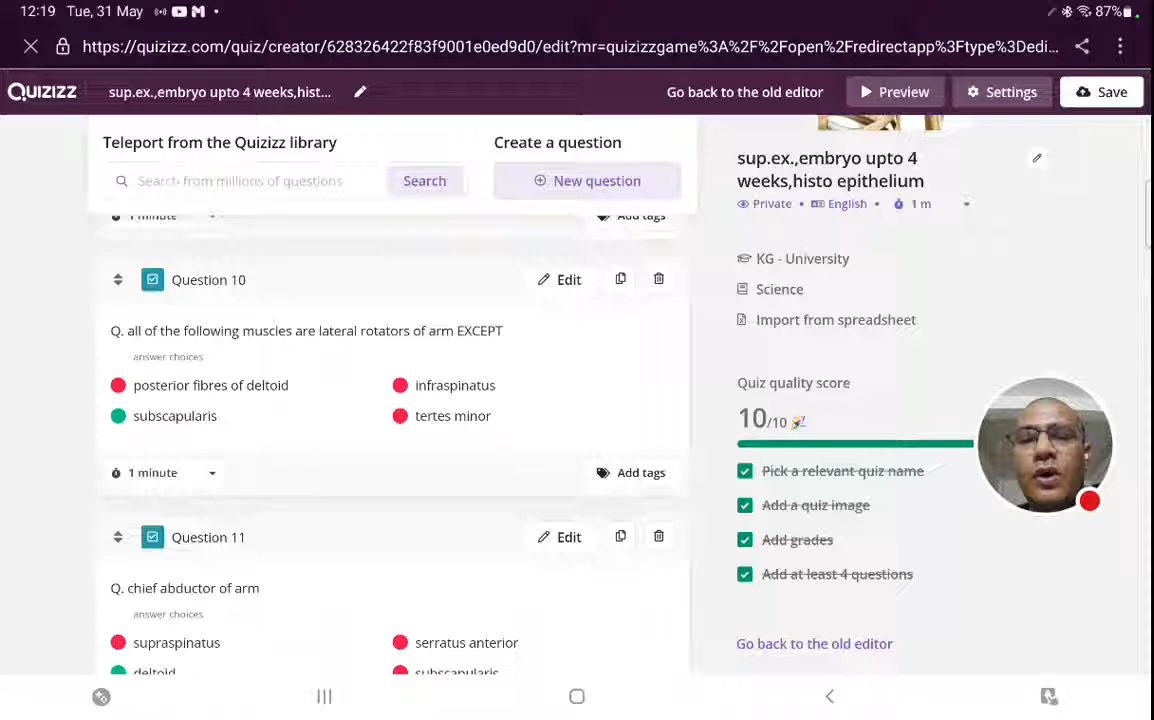 12:19 Tue, 31 May • 87%
https://quizizz.com/quiz/creator/628326422f83f9001e0ed9d0/edit?mr=quizizzgame%3A%2F%2Fopen%2Fredirectapp%3Ftype%3Dedi...
QUIZIZZ sup.ex.,embryo upto 4 weeks,hist... Go back to the old editor Preview Settings Save
Teleport from the Quizizz library
Create a question
Search from millions of questions Search New question
1 minute Add tags
Question 10 Edit
Q. all of the following muscies are lateral rotators of arm EXCEPT
answer choices
posterior fibres of deltoid infraspinatus
subscapularis tertes minor
1 minute Add tags
Question 11 Edit
Q. chief abductor of arm
answer choices
supraspinatus serratus anterior
deltoid subscapularis
sup.ex.,embryo upto 4
weeks,histo epithelium
Private • English • 1 m
KG - University
Science
Import from spreadsheet
Quiz quality score
10/10
Pick a relevant quiz name
Add a quiz image
Add grades
Add at least 4 questions
Go back to the old editor